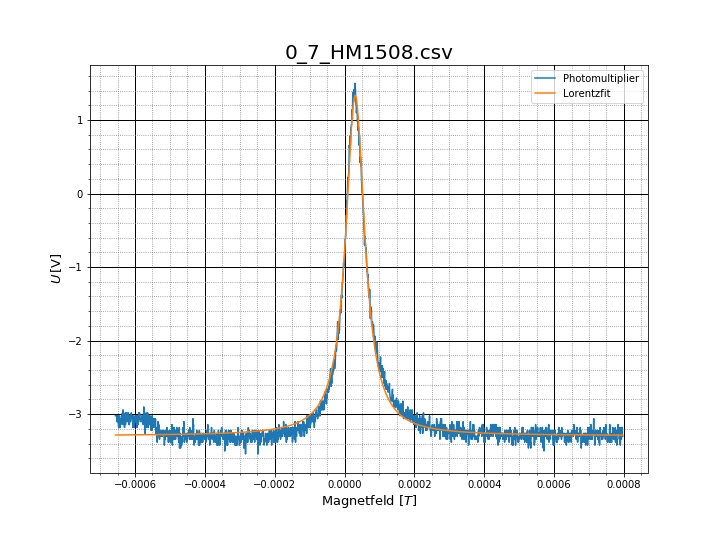 0_7_HM1508.csv
Photomultiplier
Lorentzfit
1
0
−1
−2
−3
U [V]
−0.0006
−0.0004
−0.0002
0.0000
0.0002
0.0004
0.0006
0.0008
Magnetfeld [T]